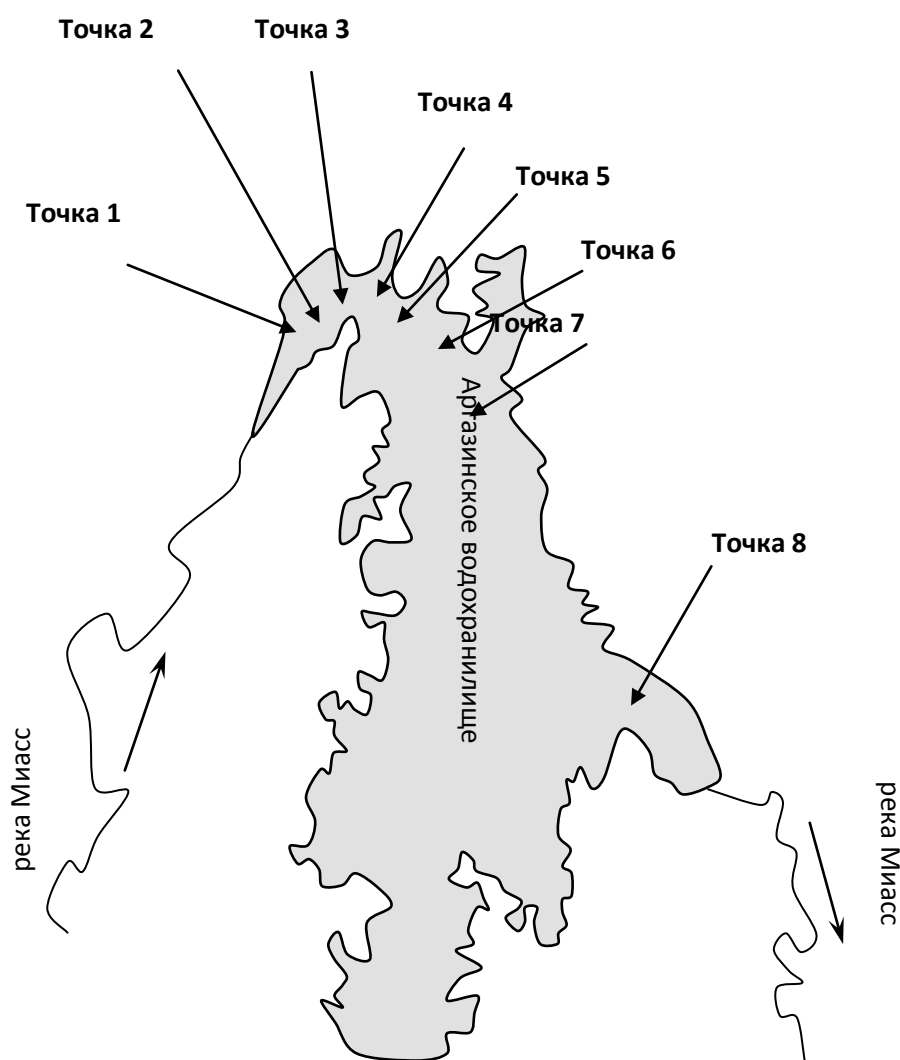 Точка 2
Точка 3
Точка 4
Точка 5
Точка 1
Точка 6
Точка 7
Аргазинское водохранилище
Точка 8
река Миасс
река Миасс